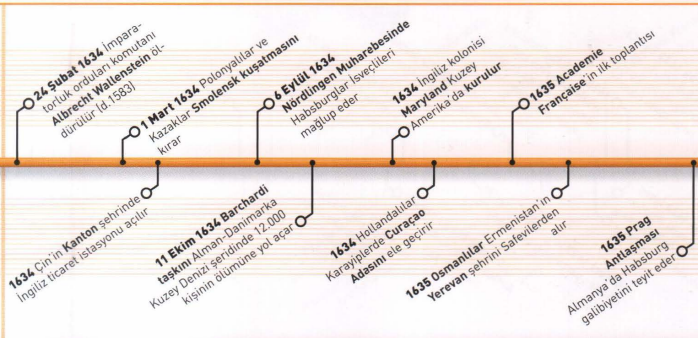 24 Şubat 1634 İmpara-
torluk orduları komutanı
Albrecht Wallenstein öl-
dürülür (d.1583)
1 Mart 1634 Polonyalılar ve
Kazaklar Smolensk kuşatmasını
kırar
6 Eylül 1634
Nördlingen Muharebesinde
Habsburglar İsveçlileri
mağlup eder
1634 İngiliz kolonisi
Maryland Kuzey
Amerika'da kurulur
1635 Academie
Française'in ilk toplantısı
1634 Çin'in Kanton şehrinde
İngiliz ticaret istasyonu açılır
11 Ekim 1634 Barchardi
taşkını Alman-Danimarka
Kuzey Denizi şeridinde 12.000
kişinin ölümüne yol açar
1634 Hollandalılar
Karayiplerde Curaçao
Adasını ele geçirir
1635 Osmanlılar Ermenistan'ın
Yerevan şehrini Safevilerden
alır
1635 Prag
Antlaşması
Almanya'da Habsburg
galibiyetini teyit eder